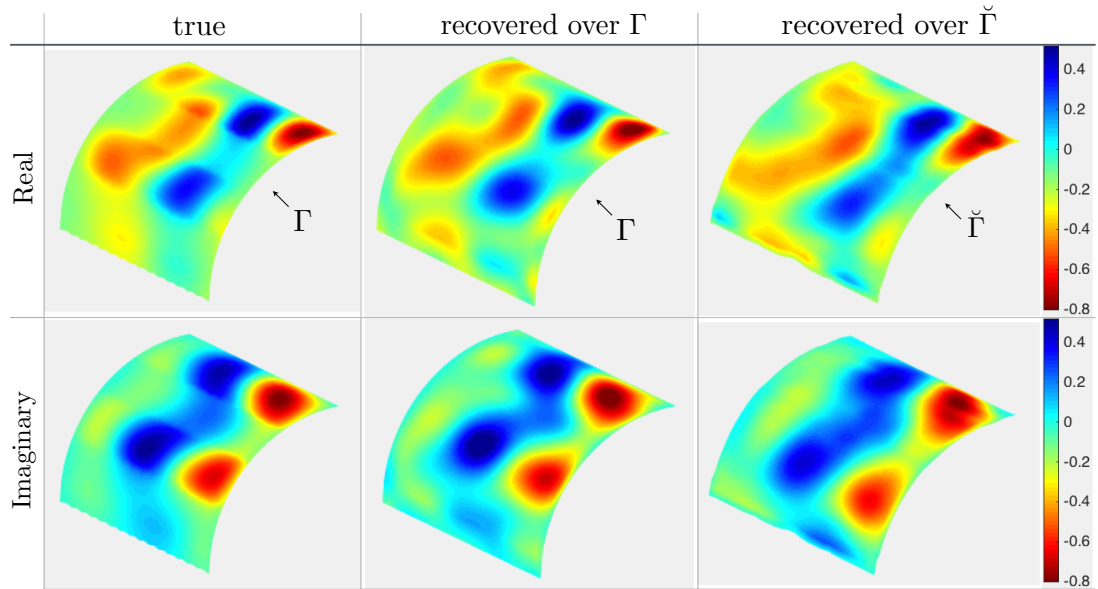 true
recovered over Γ
recovered over Γ̆
Real
Γ
Γ
Γ̆
0.4
0.2
0
-0.2
-0.4
-0.6
-0.8
Imaginary
0.4
0.2
0
-0.2
-0.4
-0.6
-0.8